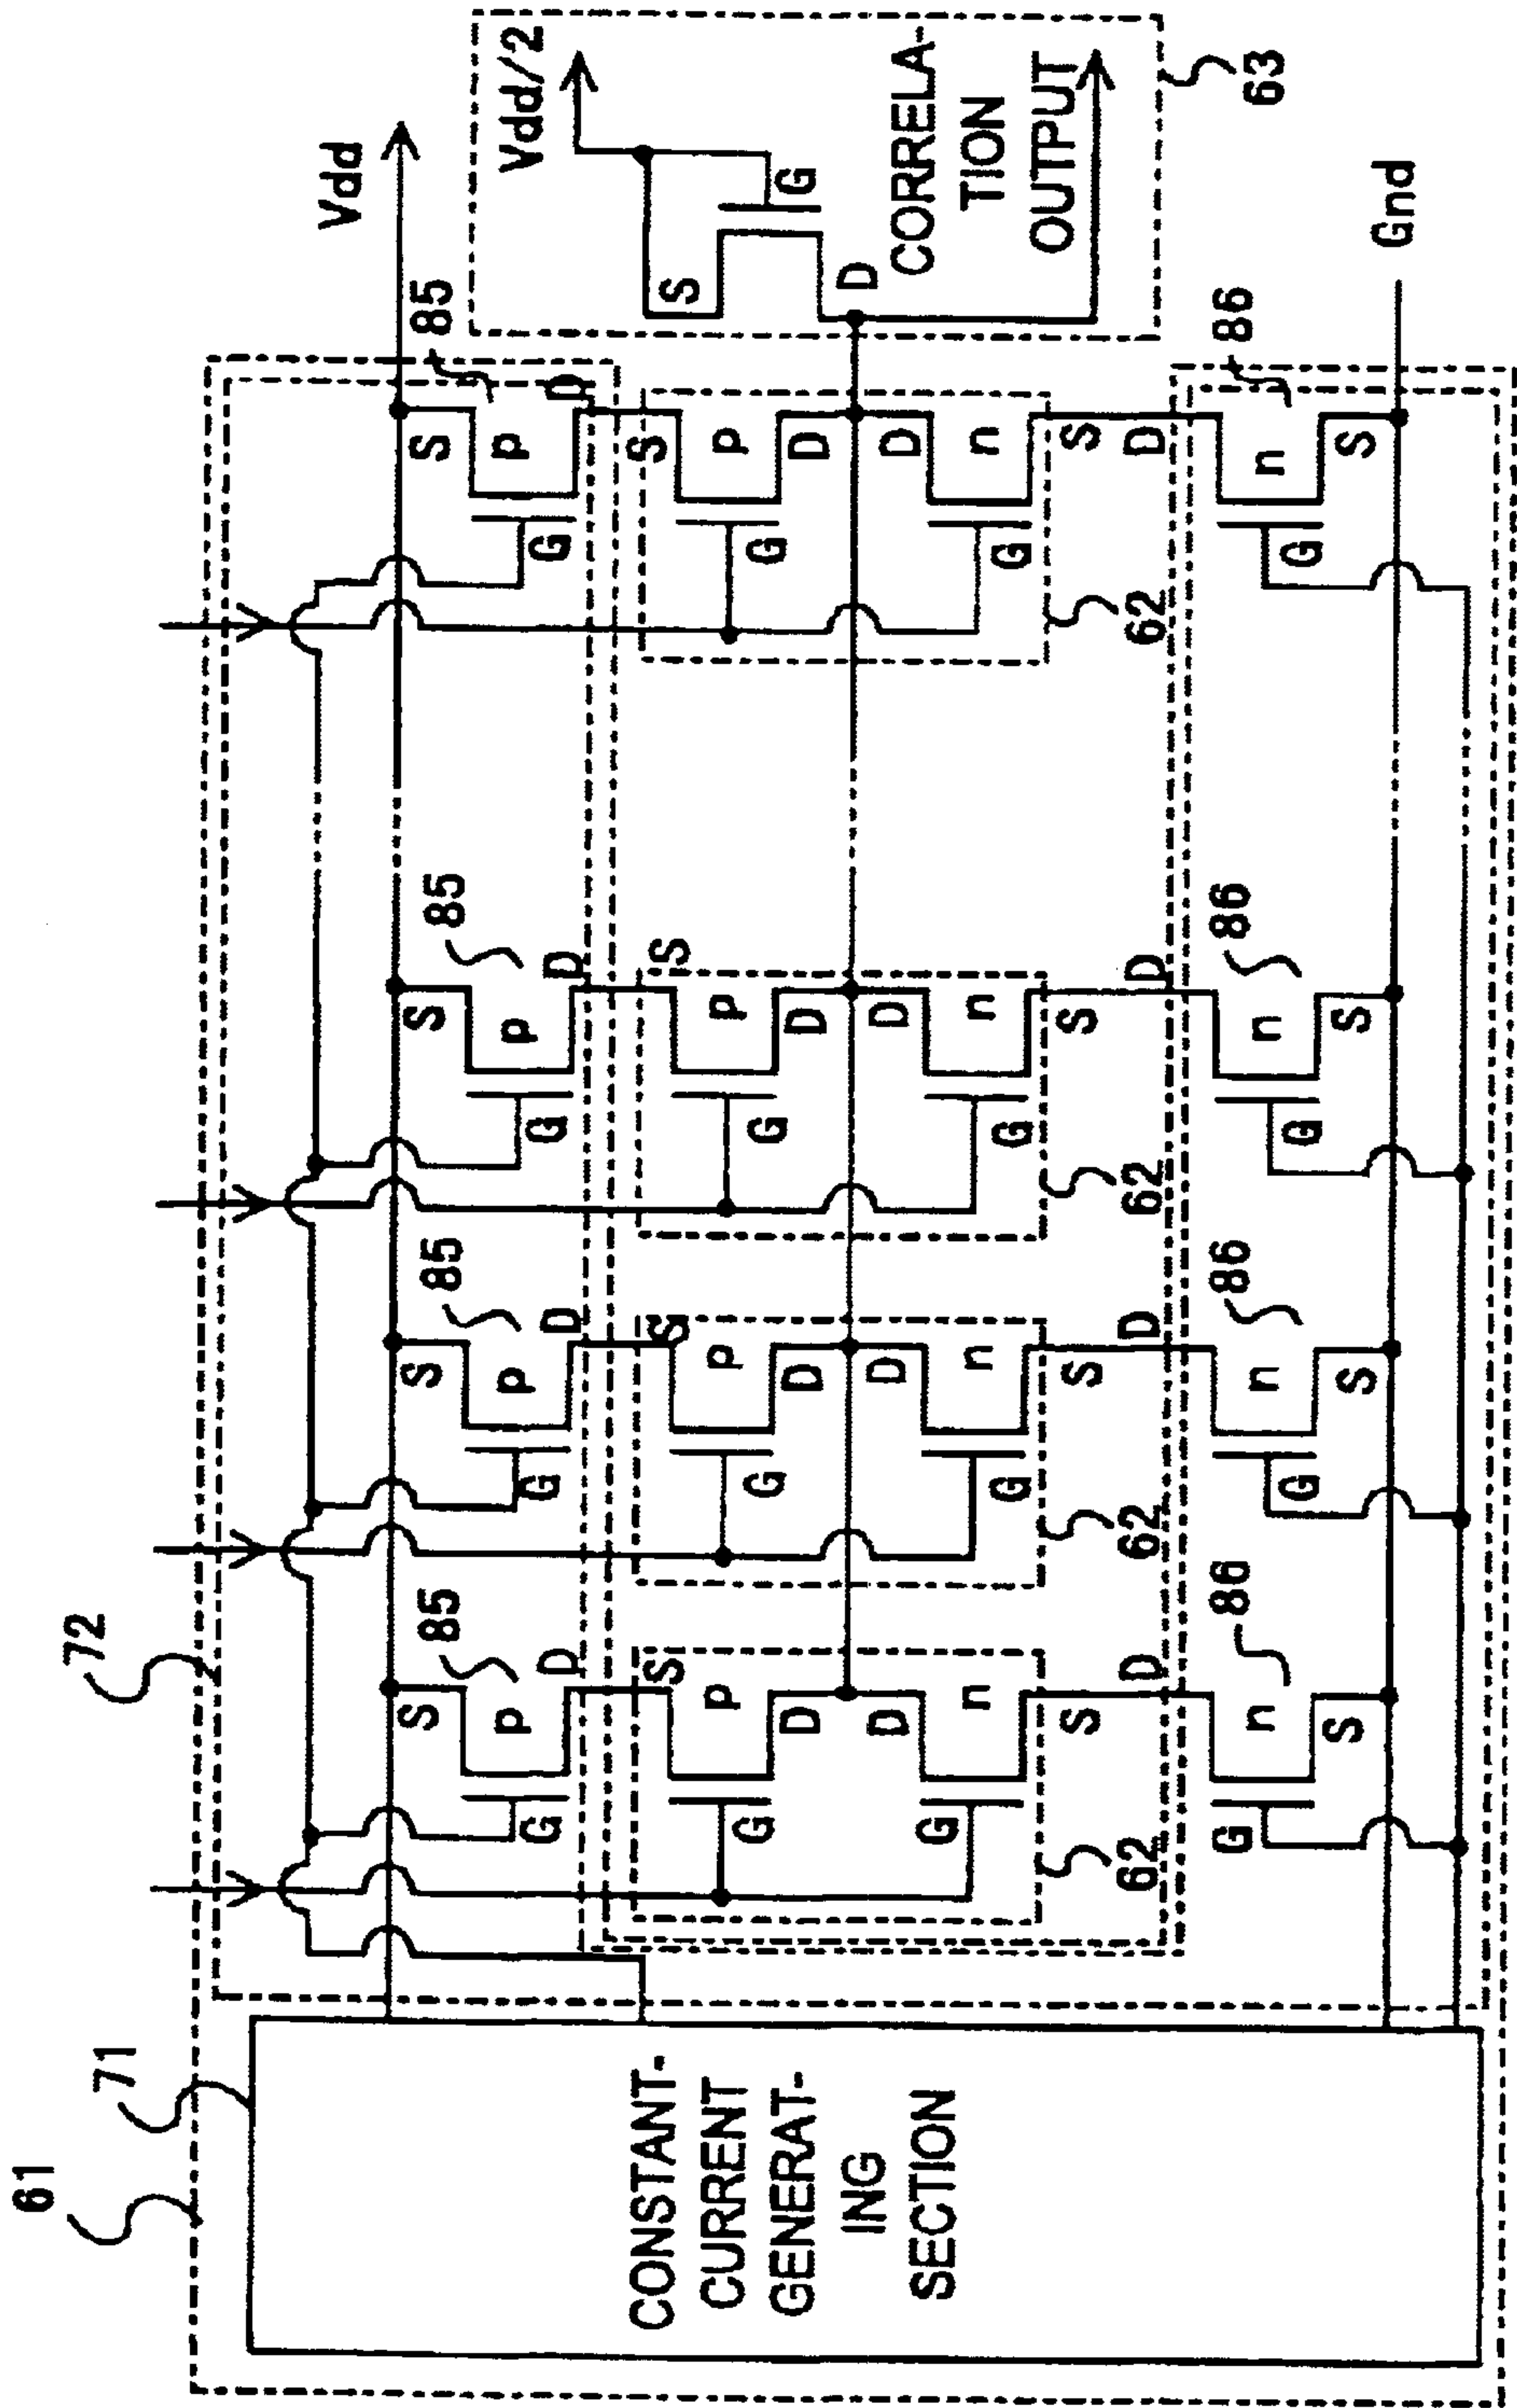 61
72
71
Vdd
85 85 85 85
S S S S
p p p p
Vdd/2
G D G D G D G D
CONSTANT-
CURRENT
GENERAT-
ING
SECTION
S S S S
p p p p
G G G G
D D D D
D D D D
n n n n
G G G G
S S S S
62 62 62 62
D D D D
S
G
D
CORRELA-
TION
OUTPUT
63
86 86 86 86
n n n n
G G G G
S S S S
Gnd